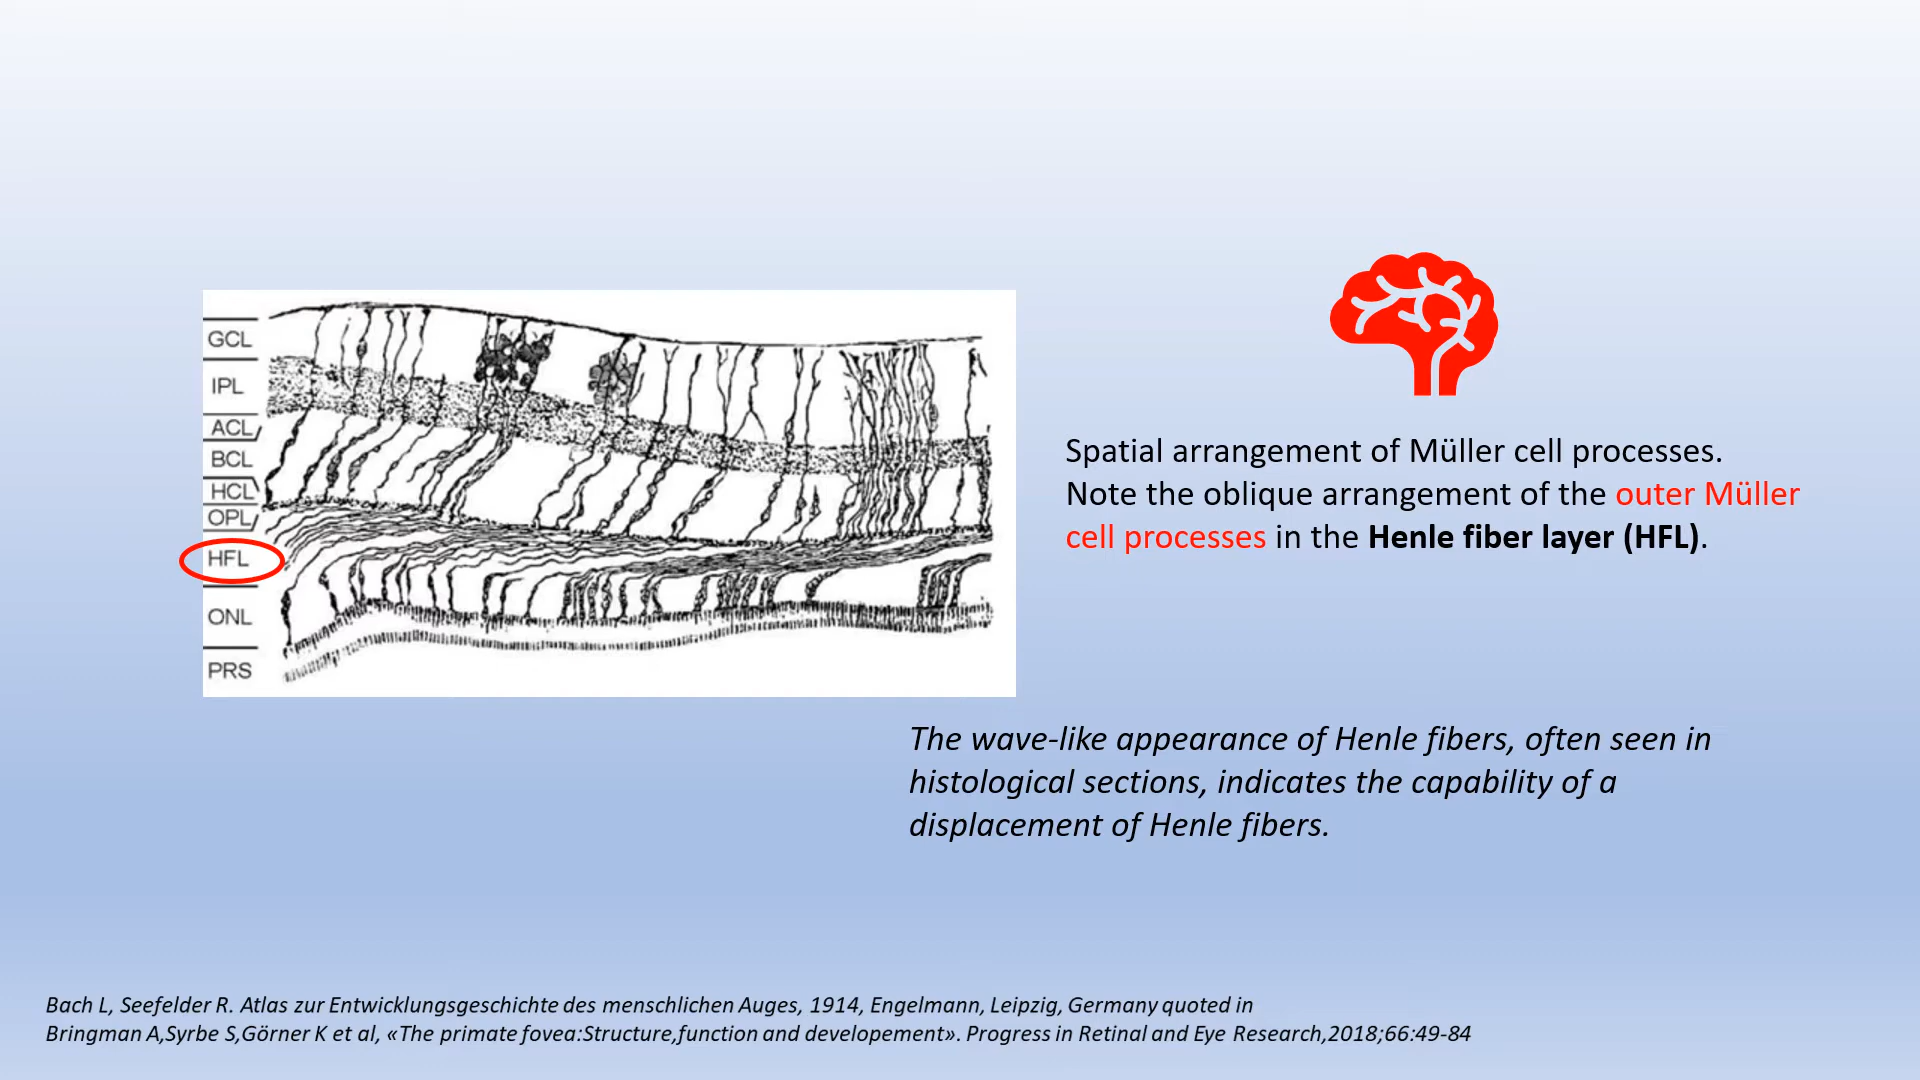 GCL
IPL
ACL
BCL
HCL
OPL
HFL
ONL
PRS
Spatial arrangement of Müller cell processes.
Note the oblique arrangement of the outer Müller
cell processes in the Henle fiber layer (HFL).
The wave-like appearance of Henle fibers, often seen in
histological sections, indicates the capability of a
displacement of Henle fibers.
Bach L, Seefelder R. Atlas zur Entwicklungsgeschichte des menschlichen Auges, 1914, Engelmann, Leipzig, Germany quoted in
Bringman A,Syrbe S,Görner K et al, «The primate fovea:Structure,function and developement». Progress in Retinal and Eye Research,2018;66:49-84